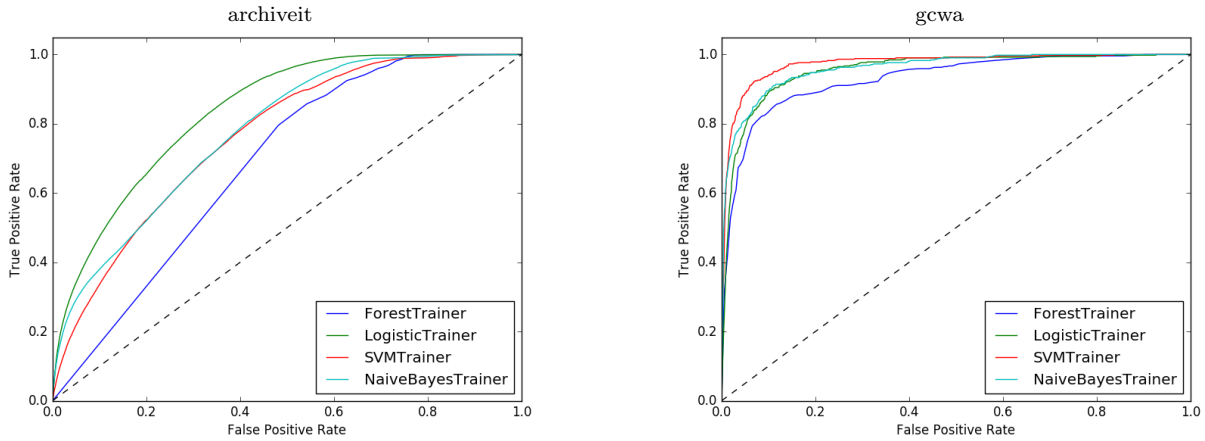 archiveit
True Positive Rate
1.0
0.8
0.6
0.4
0.2
0.0
0.0 0.2 0.4 0.6 0.8 1.0
False Positive Rate
ForestTrainer
LogisticTrainer
SVMTrainer
NaiveBayesTrainer
gcwa
True Positive Rate
1.0
0.8
0.6
0.4
0.2
0.0
0.0 0.2 0.4 0.6 0.8 1.0
False Positive Rate
ForestTrainer
LogisticTrainer
SVMTrainer
NaiveBayesTrainer